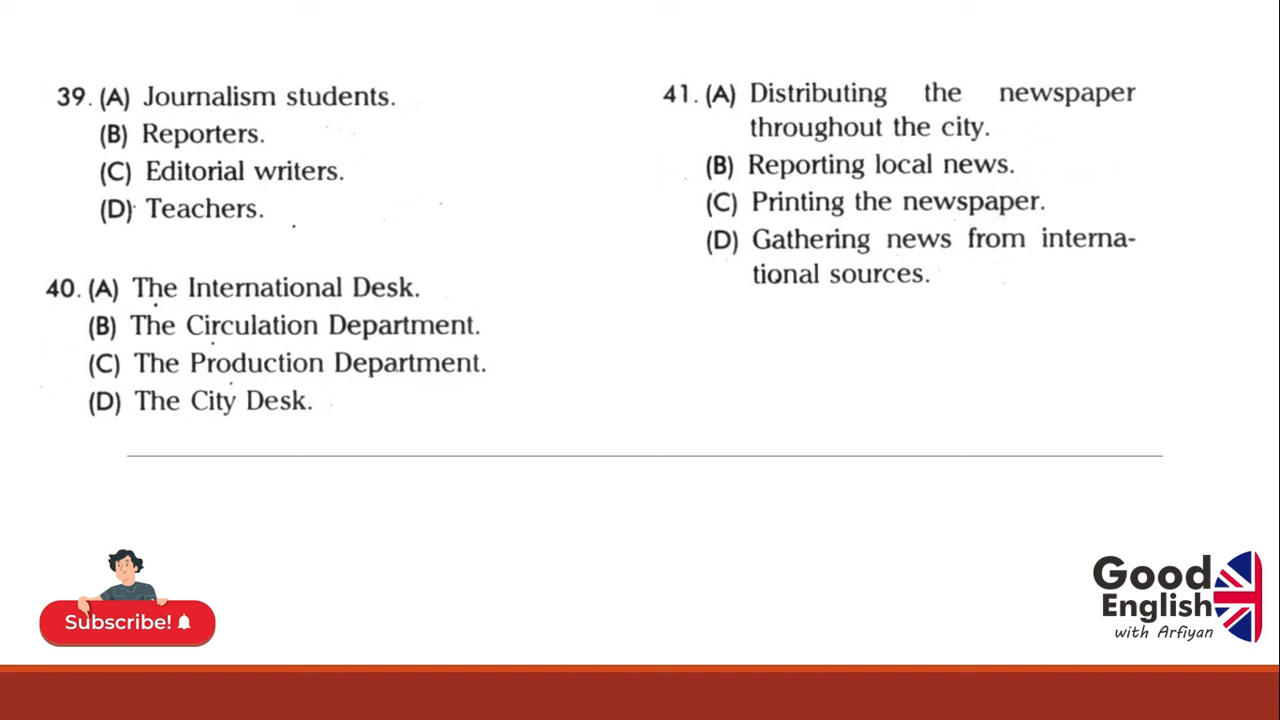 39. (A) Journalism students.
(B) Reporters.
(C) Editorial writers.
(D) Teachers.
40. (A) The International Desk.
(B) The Circulation Department.
(C) The Production Department.
(D) The City Desk.
41. (A) Distributing the newspaper
throughout the city.
(B) Reporting local news.
(C) Printing the newspaper.
(D) Gathering news from interna-
tional sources.
Subscribe!
Good
English
with Arfiyan